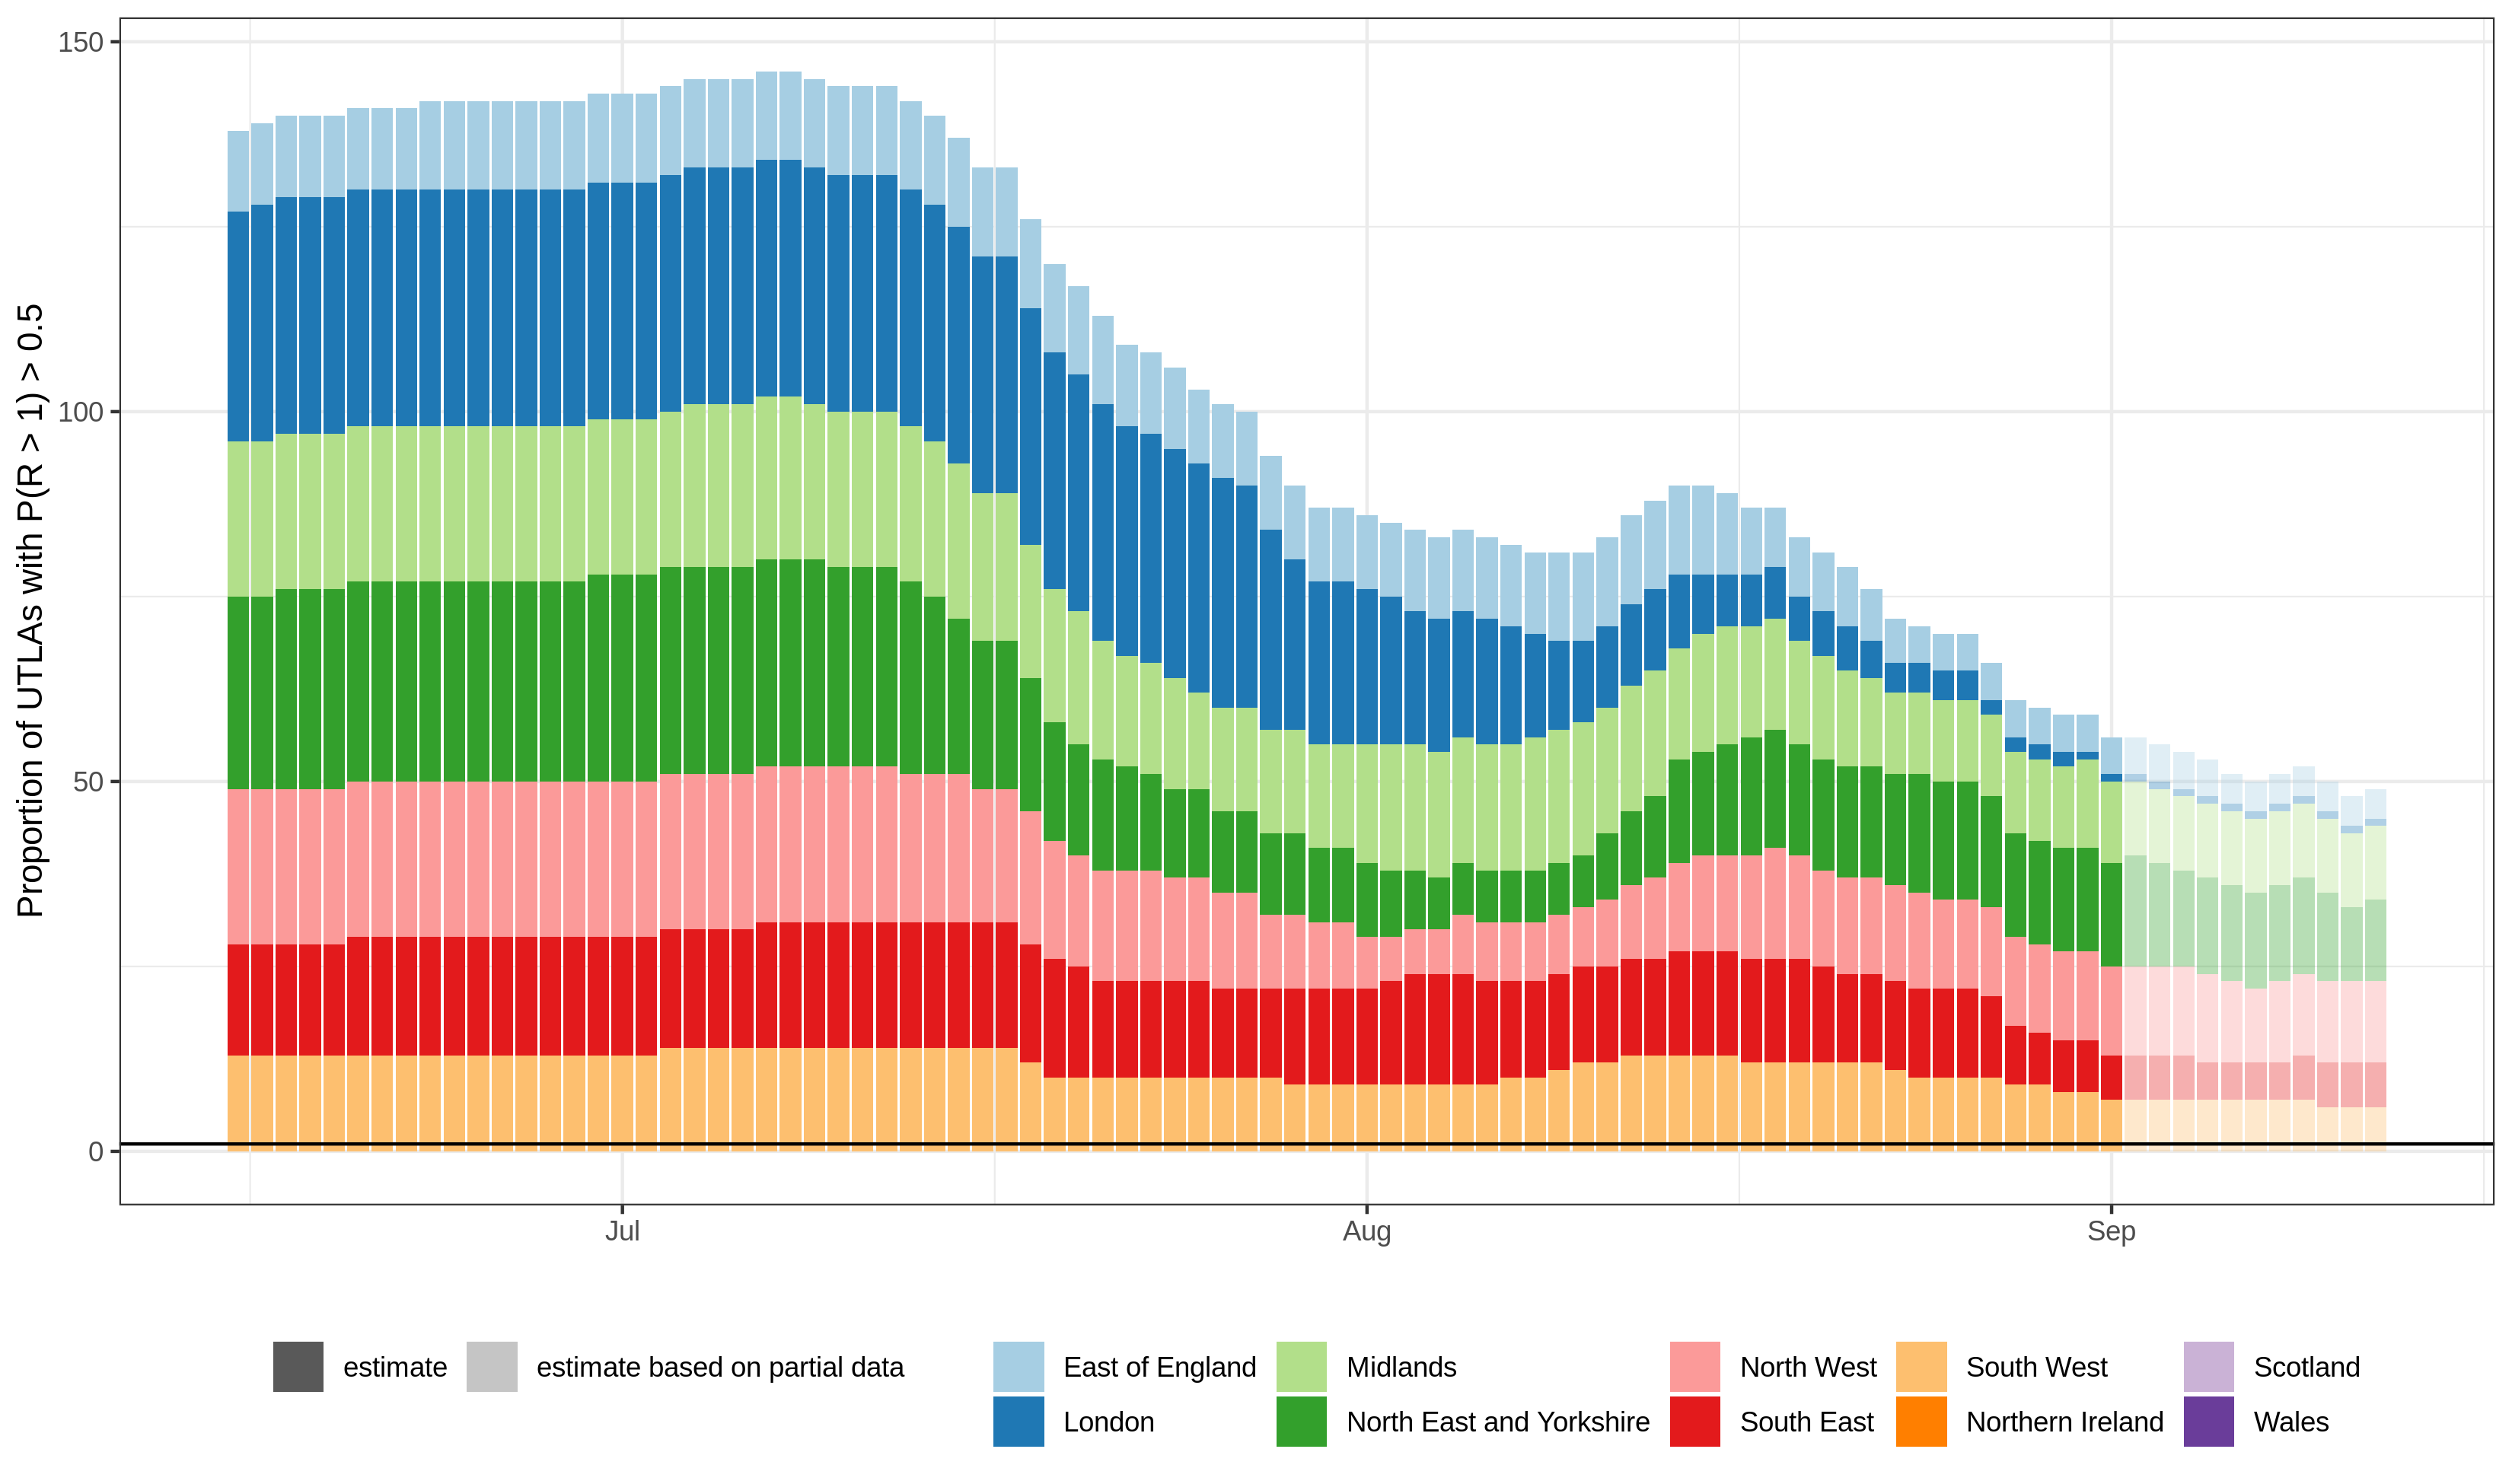 Proportion of UTLAs with P(R > 1) > 0.5
150
100
50
0
Jul Aug Sep
estimate estimate based on partial data East of England Midlands North West South West Scotland
London North East and Yorkshire South East Northern Ireland Wales